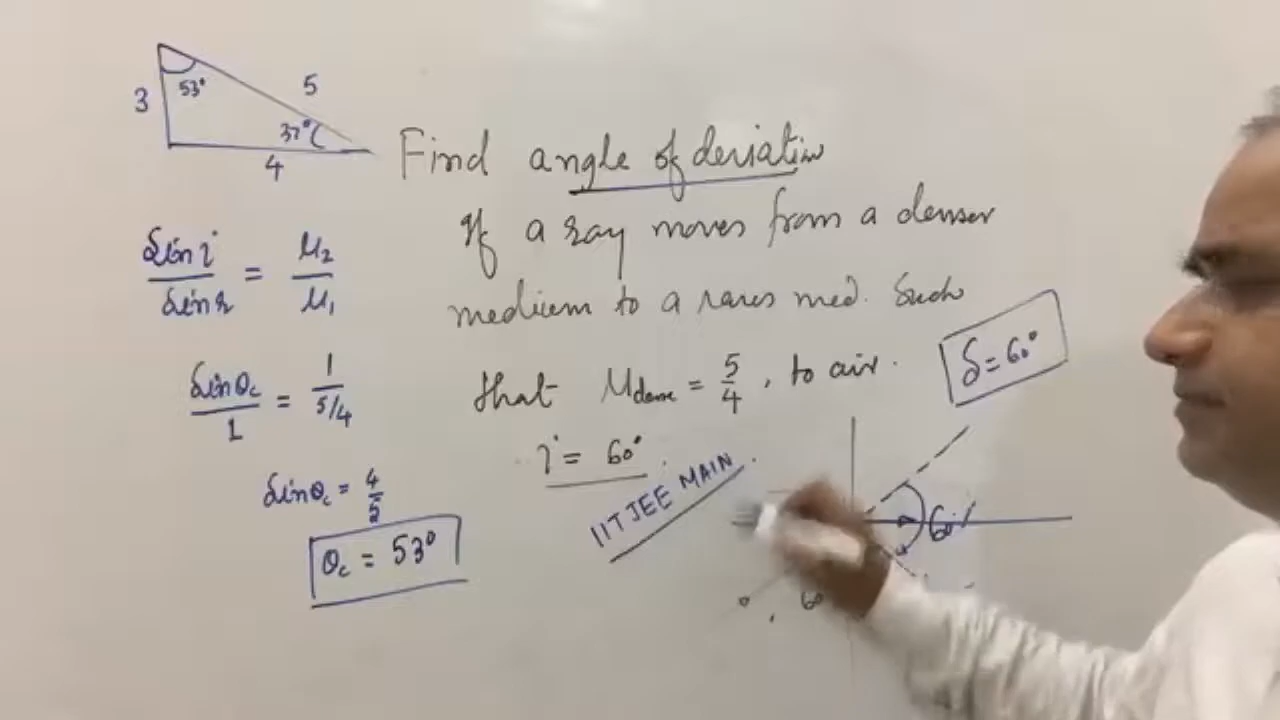 53°
5
3
37°
4
Find angle of deviation
If a ray moves from a denser
medium to a rarer med. Such
that μdense = 5/4, to air.
i = 60°
IIT JEE MAIN
δ = 60°
sin i / sin r = μ2 / μ1
sin θc / 1 = 1 / 5/4
sin θc = 4/5
θc = 53°
60°
60